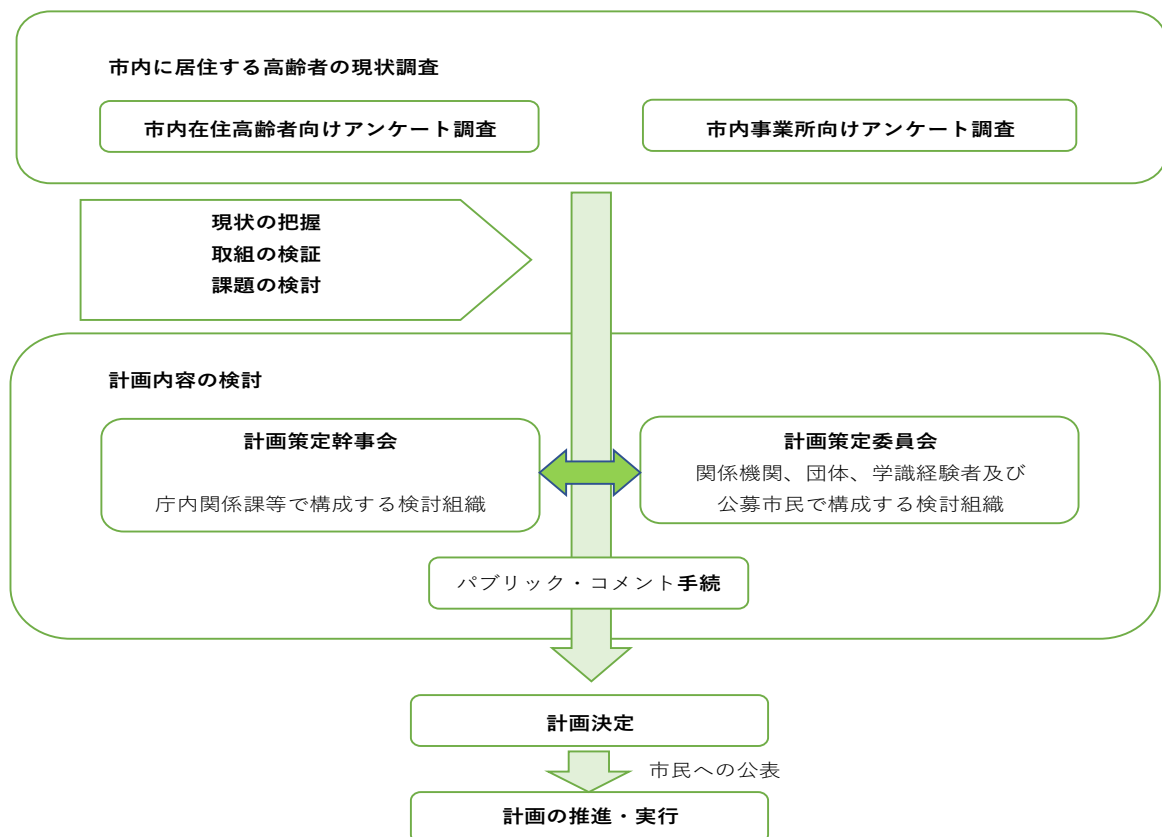 市内に居住する高齢者の現状調査
市内在住高齢者向けアンケート調査
市内事業所向けアンケート調査
現状の把握
取組の検証
課題の検討
計画内容の検討
計画策定幹事会
庁内関係課等で構成する検討組織
計画策定委員会
関係機関、団体、学識経験者及び
公募市民で構成する検討組織
パブリック・コメント手続
計画決定
市民への公表
計画の推進・実行